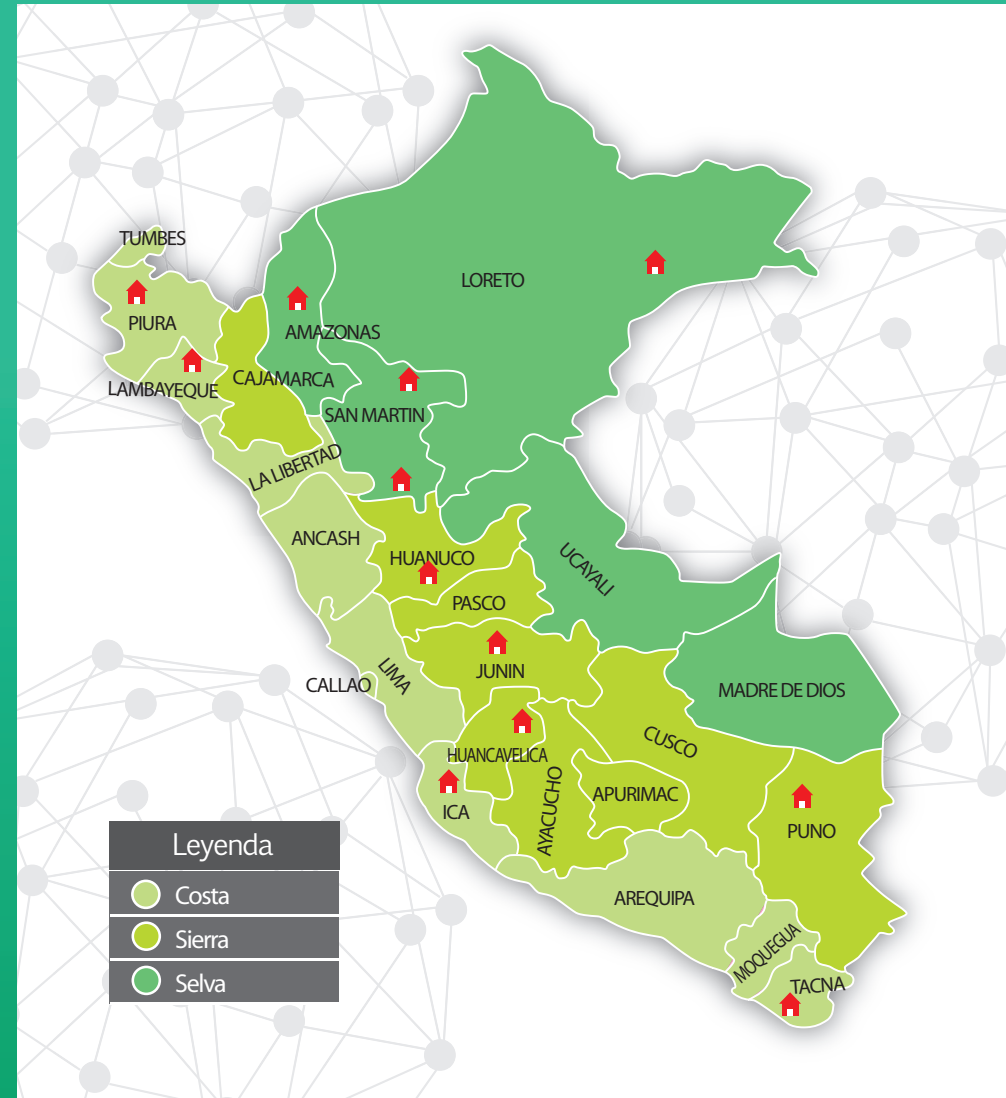 TUMBES
LORETO
PIURA
AMAZONAS
CAJAMARCA
LAMBAYEQUE
SAN MARTIN
LA LIBERTAD
ANCASH
HUANUCO
UCAYALI
PASCO
JUNIN
LIMA
CALLAO
MADRE DE DIOS
CUSCO
HUANCAVELICA
APURIMAC
AYACUCHO
ICA
PUNO
Leyenda
Costa
Sierra
Selva
AREQUIPA
MOQUEGUA
TACNA